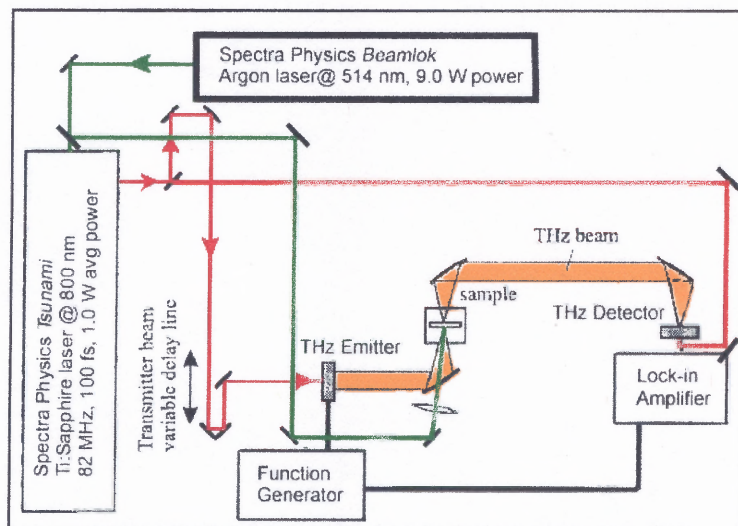 Spectra Physics Beamlok
Argon laser@ 514 nm, 9.0 W power
Spectra Physics Tsunami
Ti:Sapphire laser @ 800 nm
82 MHz, 100 fs, 1.0 W avg power
Transmitter beam
variable delay line
THz Emitter
sample
THz beam
THz Detector
Lock-in
Amplifier
Function
Generator